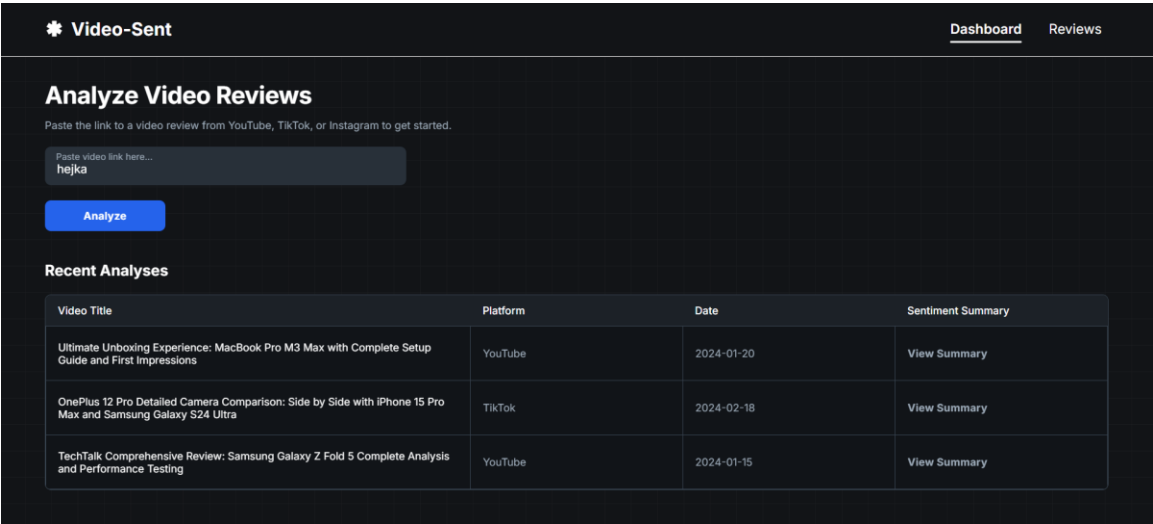 Video-Sent
Dashboard Reviews
Analyze Video Reviews
Paste the link to a video review from YouTube, TikTok, or Instagram to get started.
Paste video link here...
hejka
Analyze
Recent Analyses
Video Title Platform Date Sentiment Summary
Ultimate Unboxing Experience: MacBook Pro M3 Max with Complete Setup
Guide and First Impressions
YouTube 2024-01-20 View Summary
OnePlus 12 Pro Detailed Camera Comparison: Side by Side with iPhone 15 Pro
Max and Samsung Galaxy S24 Ultra
TikTok 2024-02-18 View Summary
TechTalk Comprehensive Review: Samsung Galaxy Z Fold 5 Complete Analysis
and Performance Testing
YouTube 2024-01-15 View Summary